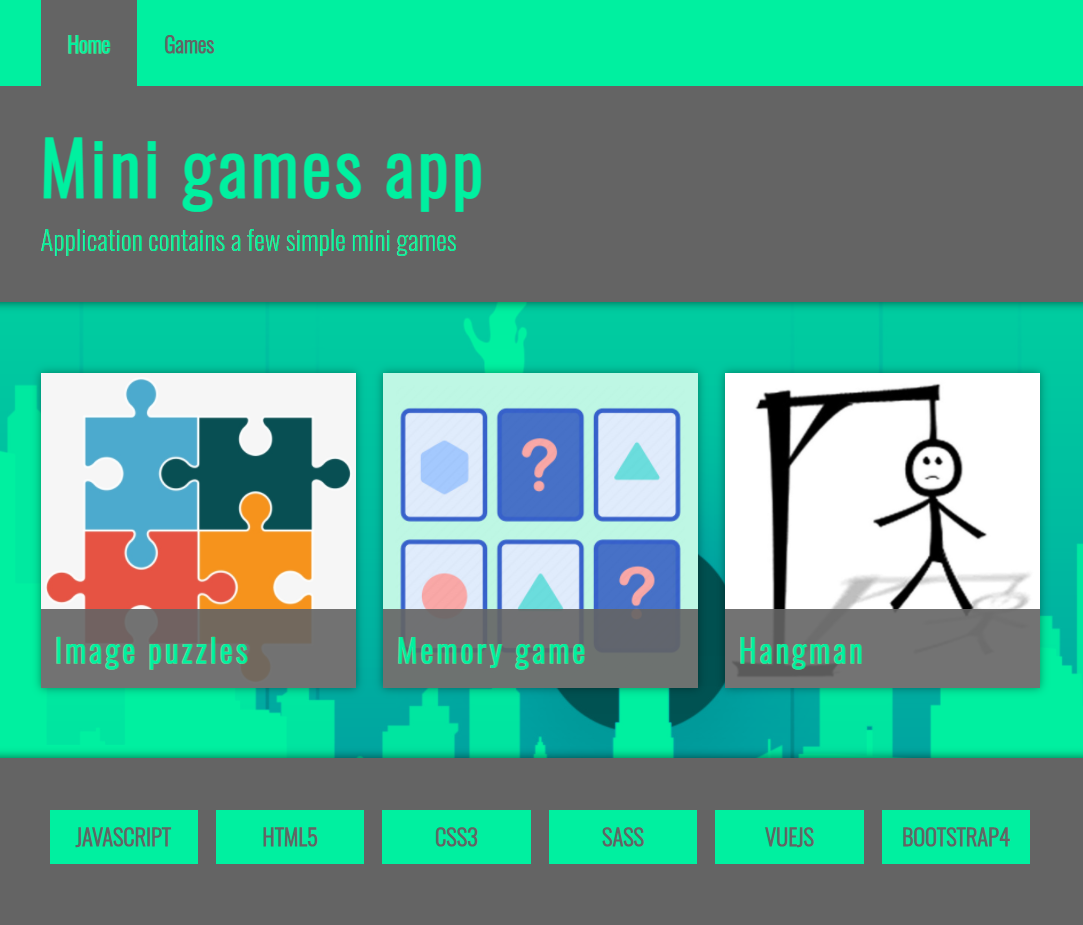 Home
Games
Mini games app
Application contains a few simple mini games
?
?
Image puzzles
Memory game
Hangman
JAVASCRIPT
HTML5
CSS3
SASS
VUEJS
BOOTSTRAP4